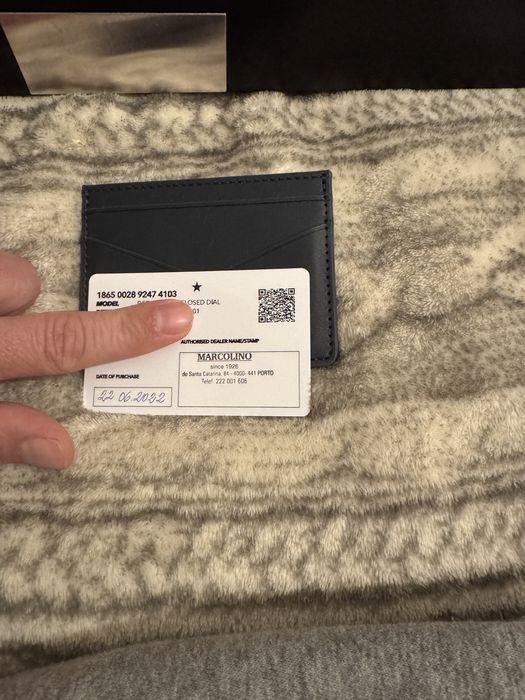 ★
1865 0028 9247 4103
MODEL LOSED DIAL
01
AUTHORISED DEALER NAME/STAMP
MARCOLINO
since 1926
de Santa Catarina, 84 - 4000- 441 PORTO
Telef. 222 001 606
DATE OF PURCHASE
22 06.2022